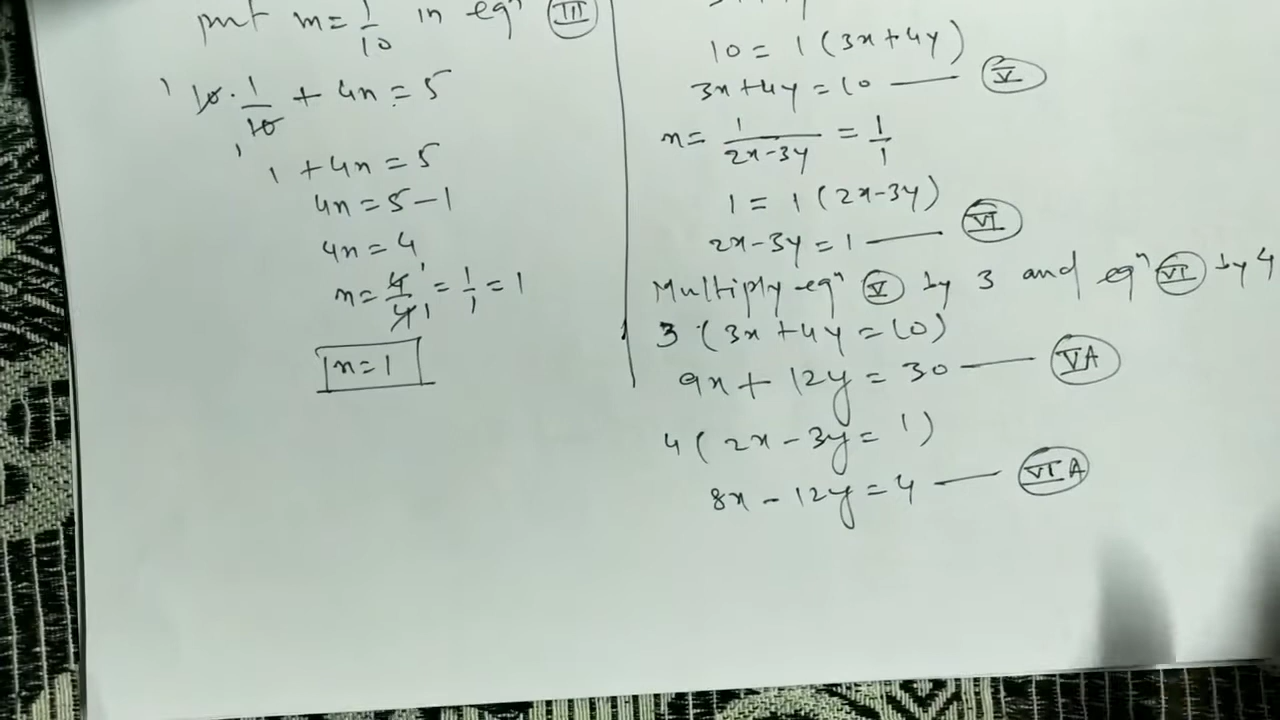 put m = 1/10 in eqn III
10 · 1/10 + 4n = 5
1 + 4n = 5
4n = 5 - 1
4n = 4
n = 4/4 = 1/1 = 1
n = 1
10 = 1 (3x + 4y)
3x + 4y = 10 — V
n = 1/(2x - 3y) = 1/1
1 = 1 (2x - 3y)
2x - 3y = 1 — VI
Multiply eqn V by 3 and eqn VI by 4
3 (3x + 4y = 10)
9x + 12y = 30 — VA
4 (2x - 3y = 1)
8x - 12y = 4 — VI A